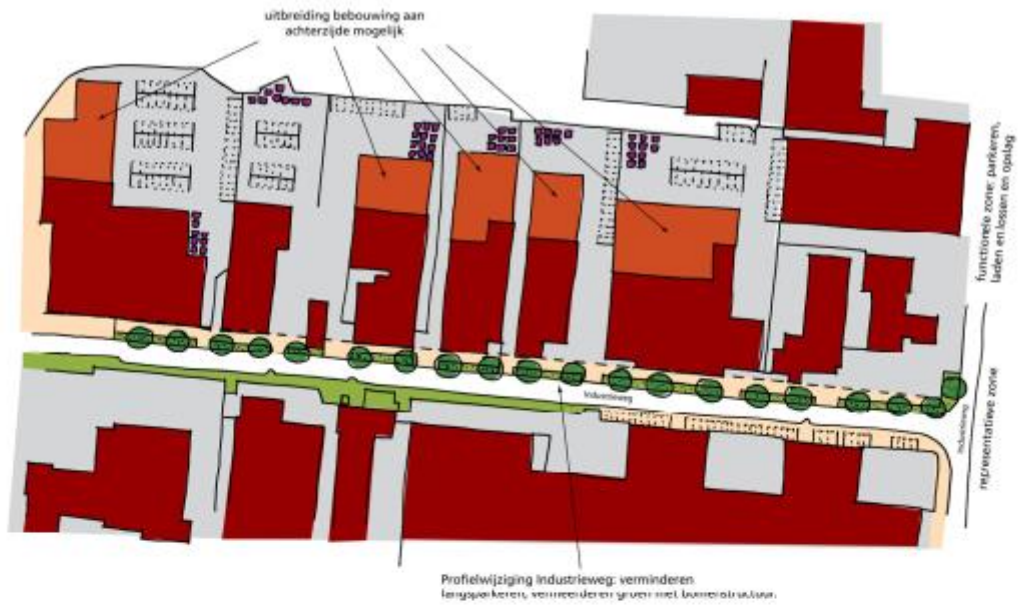 uitbreiding bebouwing aan
achterzijde mogelijk
functionele zone: parkeren,
laden en lossen en opslag
Industrieweg
Industrieweg
representatieve zone
Profielwijziging Industrieweg: verminderen
langsparkeren, vermeerderen groen met bomenstructuur.